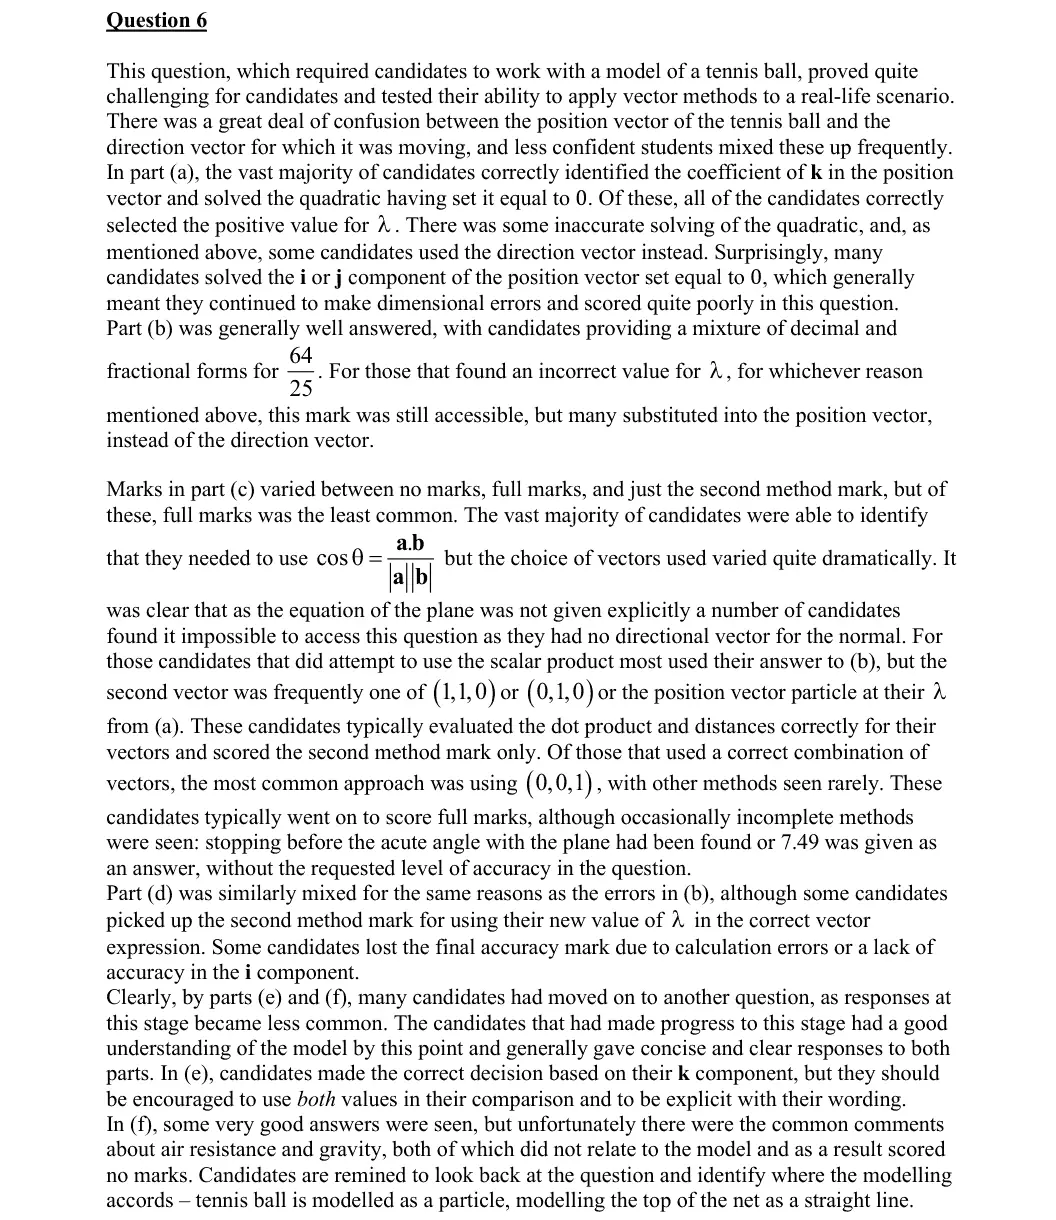 Question 6
This question, which required candidates to work with a model of a tennis ball, proved quite
challenging for candidates and tested their ability to apply vector methods to a real-life scenario.
There was a great deal of confusion between the position vector of the tennis ball and the
direction vector for which it was moving, and less confident students mixed these up frequently.
In part (a), the vast majority of candidates correctly identified the coefficient of k in the position
vector and solved the quadratic having set it equal to 0. Of these, all of the candidates correctly
selected the positive value for λ. There was some inaccurate solving of the quadratic, and, as
mentioned above, some candidates used the direction vector instead. Surprisingly, many
candidates solved the i or j component of the position vector set equal to 0, which generally
meant they continued to make dimensional errors and scored quite poorly in this question.
Part (b) was generally well answered, with candidates providing a mixture of decimal and
fractional forms for 64/25. For those that found an incorrect value for λ, for whichever reason
mentioned above, this mark was still accessible, but many substituted into the position vector,
instead of the direction vector.
Marks in part (c) varied between no marks, full marks, and just the second method mark, but of
these, full marks was the least common. The vast majority of candidates were able to identify
that they needed to use cos θ = a.b/|a||b| but the choice of vectors used varied quite dramatically. It
was clear that as the equation of the plane was not given explicitly a number of candidates
found it impossible to access this question as they had no directional vector for the normal. For
those candidates that did attempt to use the scalar product most used their answer to (b), but the
second vector was frequently one of (1,1,0) or (0,1,0) or the position vector particle at their λ
from (a). These candidates typically evaluated the dot product and distances correctly for their
vectors and scored the second method mark only. Of those that used a correct combination of
vectors, the most common approach was using (0,0,1), with other methods seen rarely. These
candidates typically went on to score full marks, although occasionally incomplete methods
were seen: stopping before the acute angle with the plane had been found or 7.49 was given as
an answer, without the requested level of accuracy in the question.
Part (d) was similarly mixed for the same reasons as the errors in (b), although some candidates
picked up the second method mark for using their new value of λ in the correct vector
expression. Some candidates lost the final accuracy mark due to calculation errors or a lack of
accuracy in the i component.
Clearly, by parts (e) and (f), many candidates had moved on to another question, as responses at
this stage became less common. The candidates that had made progress to this stage had a good
understanding of the model by this point and generally gave concise and clear responses to both
parts. In (e), candidates made the correct decision based on their k component, but they should
be encouraged to use both values in their comparison and to be explicit with their wording.
In (f), some very good answers were seen, but unfortunately there were the common comments
about air resistance and gravity, both of which did not relate to the model and as a result scored
no marks. Candidates are remined to look back at the question and identify where the modelling
accords – tennis ball is modelled as a particle, modelling the top of the net as a straight line.